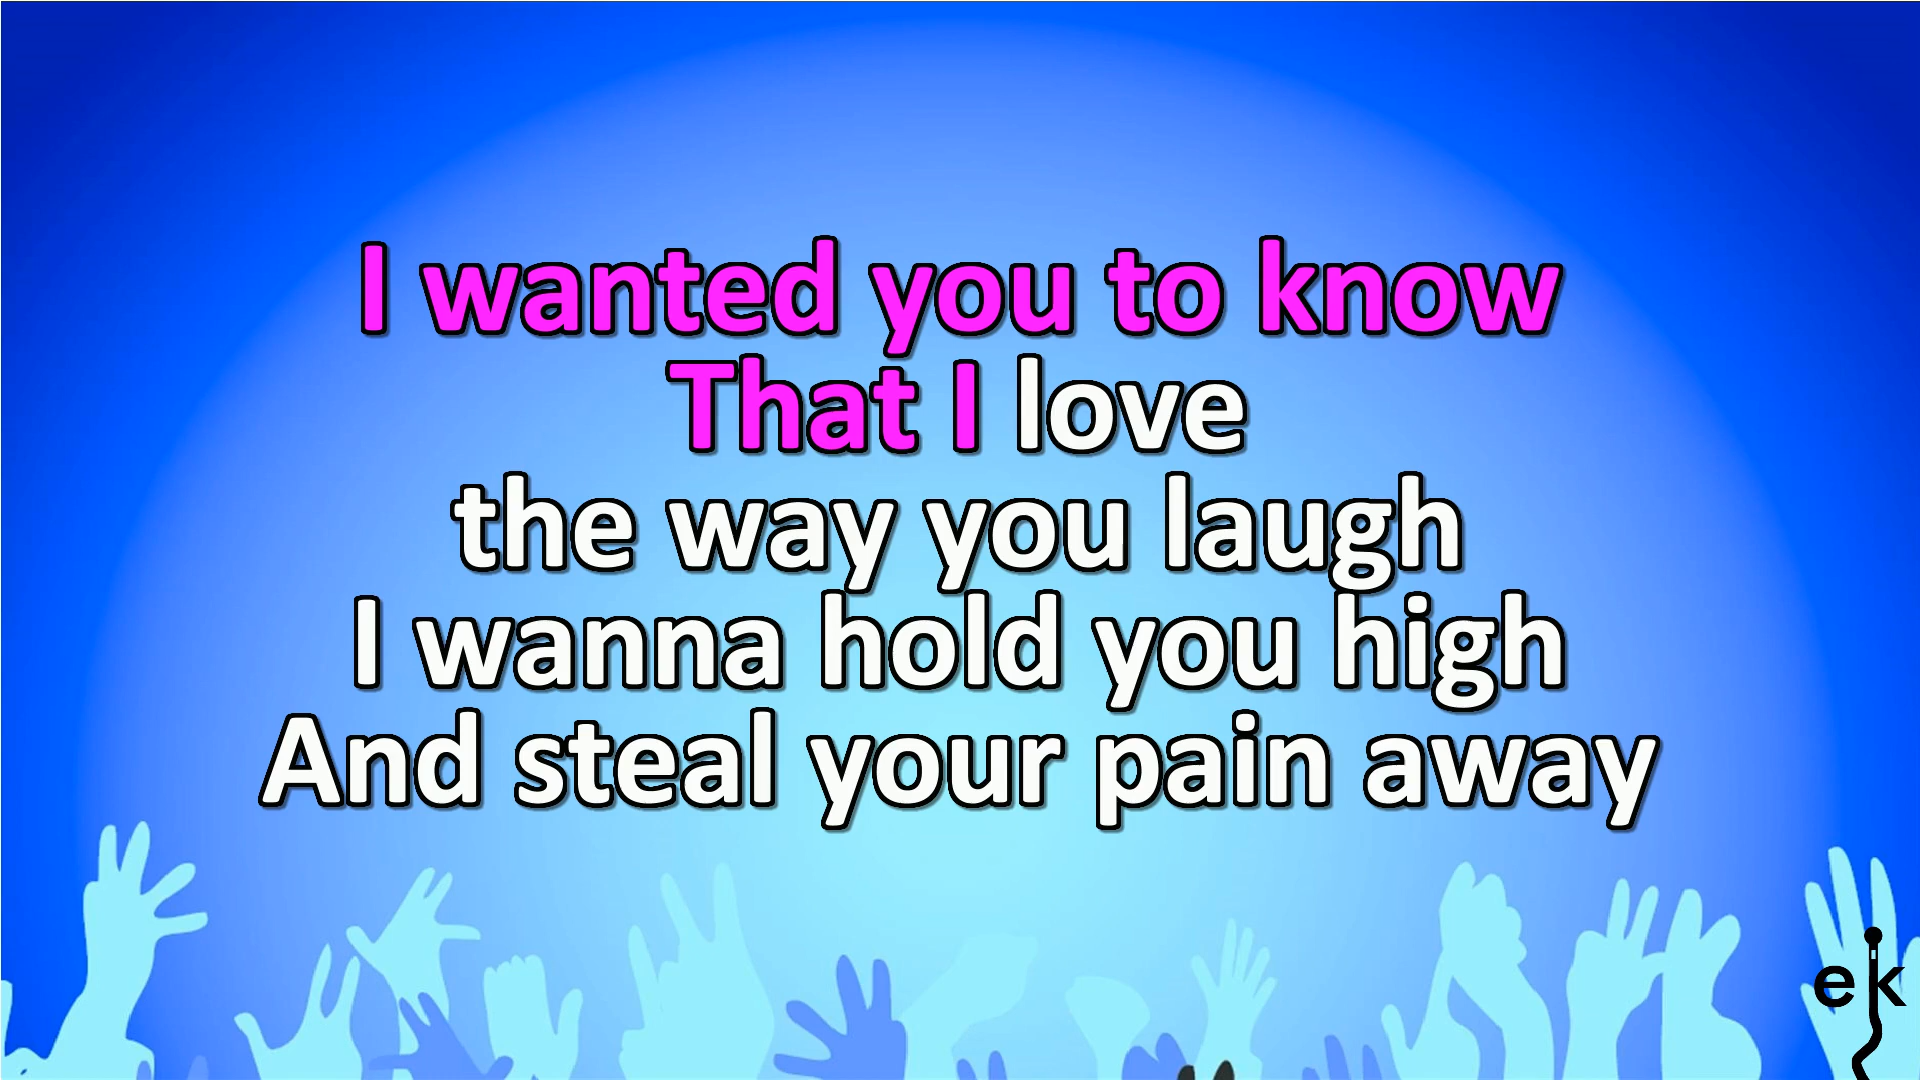 I wanted you to know
That I love
the way you laugh
I wanna hold you high
And steal your pain away
ek